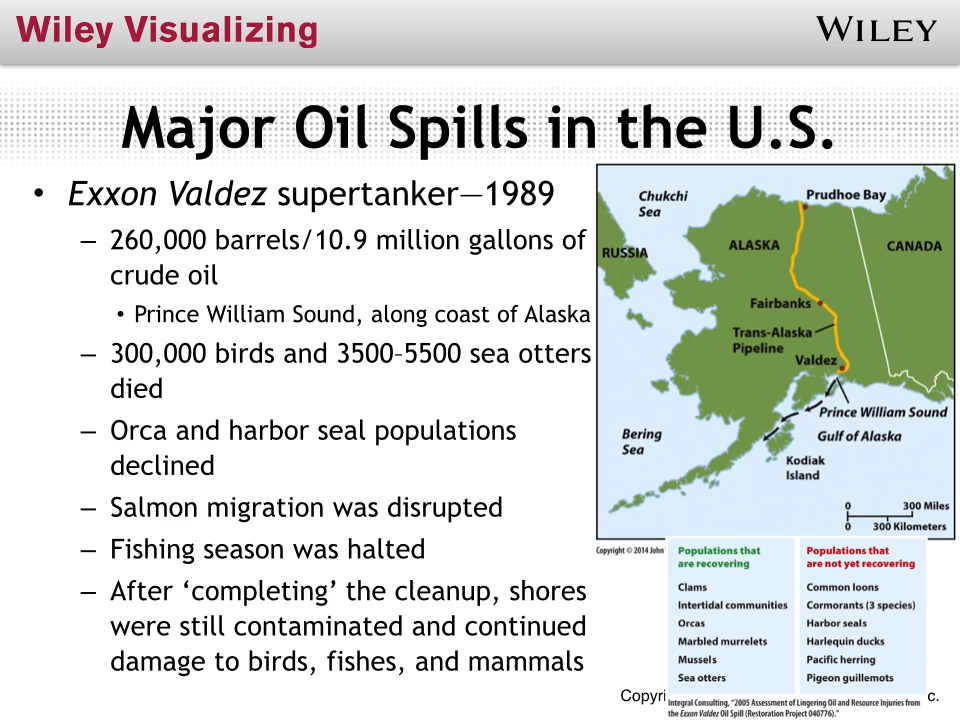 Wiley Visualizing
WILEY
Major Oil Spills in the U.S.
• Exxon Valdez supertanker—1989
– 260,000 barrels/10.9 million gallons of
crude oil
• Prince William Sound, along coast of Alaska
– 300,000 birds and 3500–5500 sea otters
died
– Orca and harbor seal populations
declined
– Salmon migration was disrupted
– Fishing season was halted
– After ‘completing’ the cleanup, shores
were still contaminated and continued
damage to birds, fishes, and mammals
Chukchi
Sea
Prudhoe Bay
RUSSIA
ALASKA
CANADA
Fairbanks
Trans-Alaska
Pipeline
Valdez
Prince William Sound
Gulf of Alaska
Bering
Sea
Kodiak
Island
0 300 Miles
0 300 Kilometers
Copyright © 2014 John
Populations that
are recovering
Clams
Intertidal communities
Orcas
Marbled murrelets
Mussels
Sea otters
Populations that
are not yet recovering
Common loons
Cormorants (3 species)
Harbor seals
Harlequin ducks
Pacific herring
Pigeon guillemots
Integral Consulting, “2005 Assessment of Lingering Oil and Resource Injuries from
the Exxon Valdez Oil Spill (Restoration Project 040776).”